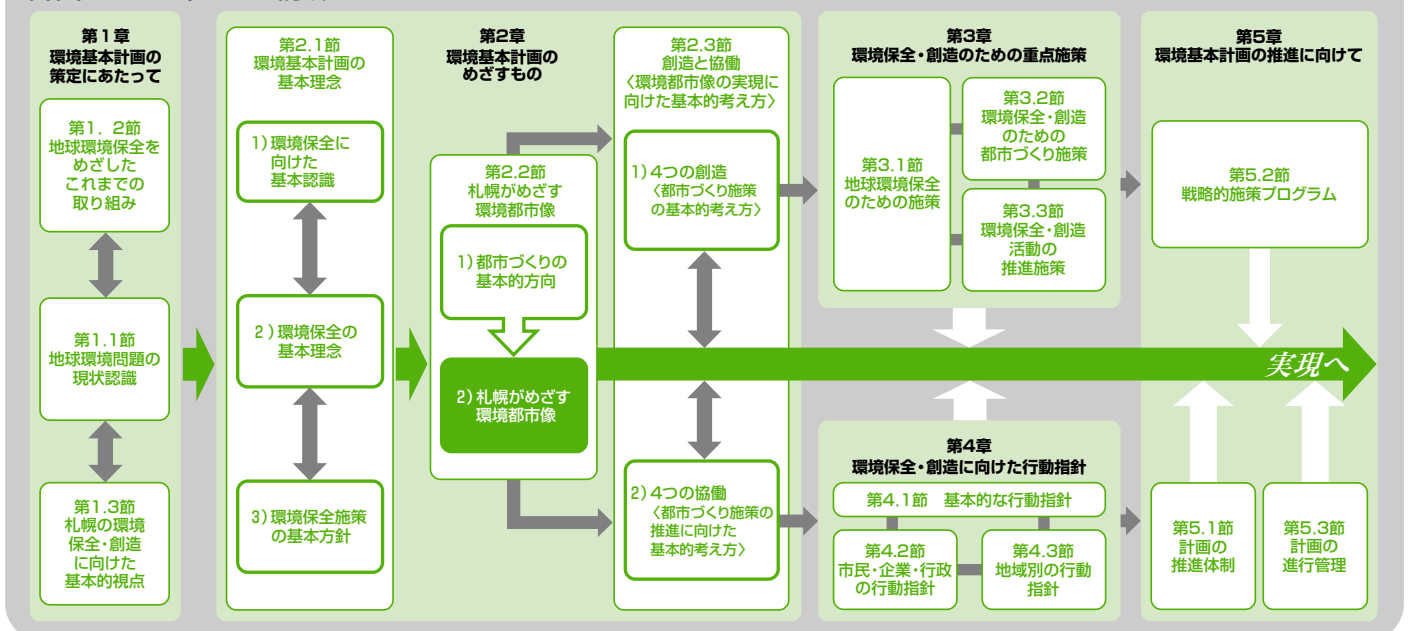 第1章
環境基本計画の
策定にあたって
第1．2節
地球環境保全を
めざした
これまでの
取り組み
第1.1節
地球環境問題の
現状認識
第1.3節
札幌の環境
保全・創造
に向けた
基本的視点
第2章
環境基本計画の
めざすもの
第2.1節
環境基本計画の
基本理念
1）環境保全に
向けた
基本認識
2）環境保全の
基本理念
3）環境保全施策
の基本方針
第2.2節
札幌がめざす
環境都市像
1）都市づくりの
基本的方向
2）札幌がめざす
環境都市像
第2.3節
創造と協働
〈環境都市像の実現に
向けた基本的考え方〉
1）4つの創造
〈都市づくり施策
の基本的考え方〉
2）4つの協働
〈都市づくり施策の
推進に向けた
基本的考え方〉
第3章
環境保全・創造のための重点施策
第3.1節
地球環境保全
のための施策
第3.2節
環境保全・創造
のための
都市づくり施策
第3.3節
環境保全・創造
活動の
推進施策
第4章
環境保全・創造に向けた行動指針
第4.1節　基本的な行動指針
第4.2節
市民・企業・行政
の行動指針
第4.3節
地域別の行動
指針
第5章
環境基本計画の推進に向けて
第5.2節
戦略的施策プログラム
実現へ
第5.1節
計画の
推進体制
第5.3節
計画の
進行管理